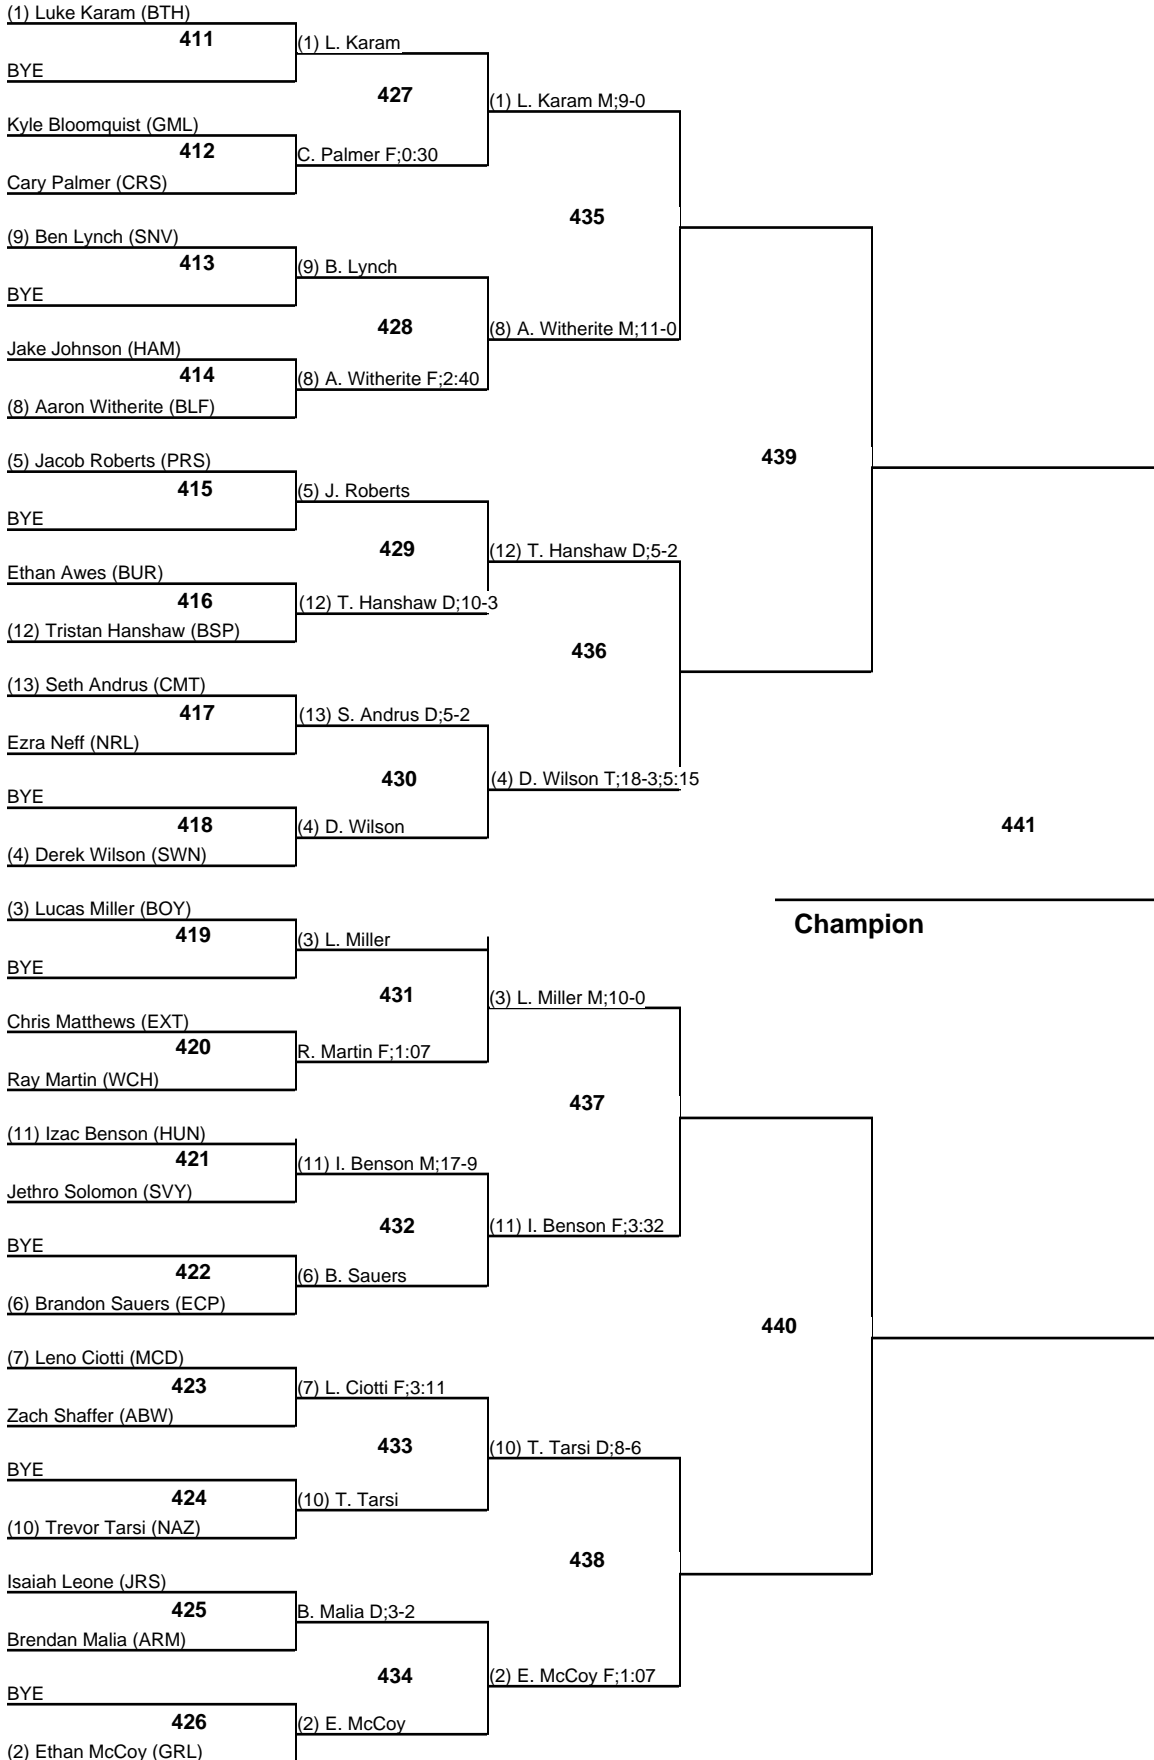 (1) Luke Karam (BTH)
411
(1) L. Karam
BYE
427
(1) L. Karam M;9-0
Kyle Bloomquist (GML)
412
C. Palmer F;0:30
Cary Palmer (CRS)
435
(9) Ben Lynch (SNV)
413
(9) B. Lynch
BYE
428
(8) A. Witherite M;11-0
Jake Johnson (HAM)
414
(8) A. Witherite F;2:40
(8) Aaron Witherite (BLF)
439
(5) Jacob Roberts (PRS)
415
(5) J. Roberts
BYE
429
(12) T. Hanshaw D;5-2
Ethan Awes (BUR)
416
(12) T. Hanshaw D;10-3
(12) Tristan Hanshaw (BSP)
436
(13) Seth Andrus (CMT)
417
(13) S. Andrus D;5-2
Ezra Neff (NRL)
430
(4) D. Wilson T;18-3;5:15
BYE
418
(4) D. Wilson
441
(4) Derek Wilson (SWN)
(3) Lucas Miller (BOY)
Champion
419
(3) L. Miller
BYE
431
(3) L. Miller M;10-0
Chris Matthews (EXT)
420
R. Martin F;1:07
Ray Martin (WCH)
437
(11) Izac Benson (HUN)
421
(11) I. Benson M;17-9
Jethro Solomon (SVY)
432
(11) I. Benson F;3:32
BYE
422
(6) B. Sauers
(6) Brandon Sauers (ECP)
440
(7) Leno Ciotti (MCD)
423
(7) L. Ciotti F;3:11
Zach Shaffer (ABW)
433
(10) T. Tarsi D;8-6
BYE
424
(10) T. Tarsi
(10) Trevor Tarsi (NAZ)
438
Isaiah Leone (JRS)
425
B. Malia D;3-2
Brendan Malia (ARM)
434
(2) E. McCoy F;1:07
BYE
426
(2) E. McCoy
(2) Ethan McCoy (GRL)